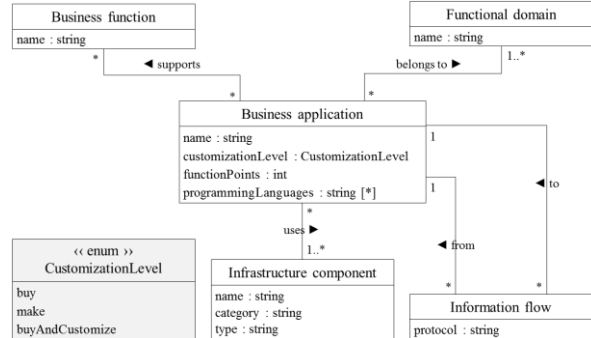 Business function
name : string
Functional domain
name : string
*
◄ supports
*
belongs to ►
1..*
*
Business application
name : string
customizationLevel : CustomizationLevel
functionPoints : int
programmingLanguages : string [*]
1
1
◄ to
◄ from
*
*
*
uses ►
1..*
‹‹ enum ››
CustomizationLevel
buy
make
buyAndCustomize
Infrastructure component
name : string
category : string
type : string
Information flow
protocol : string